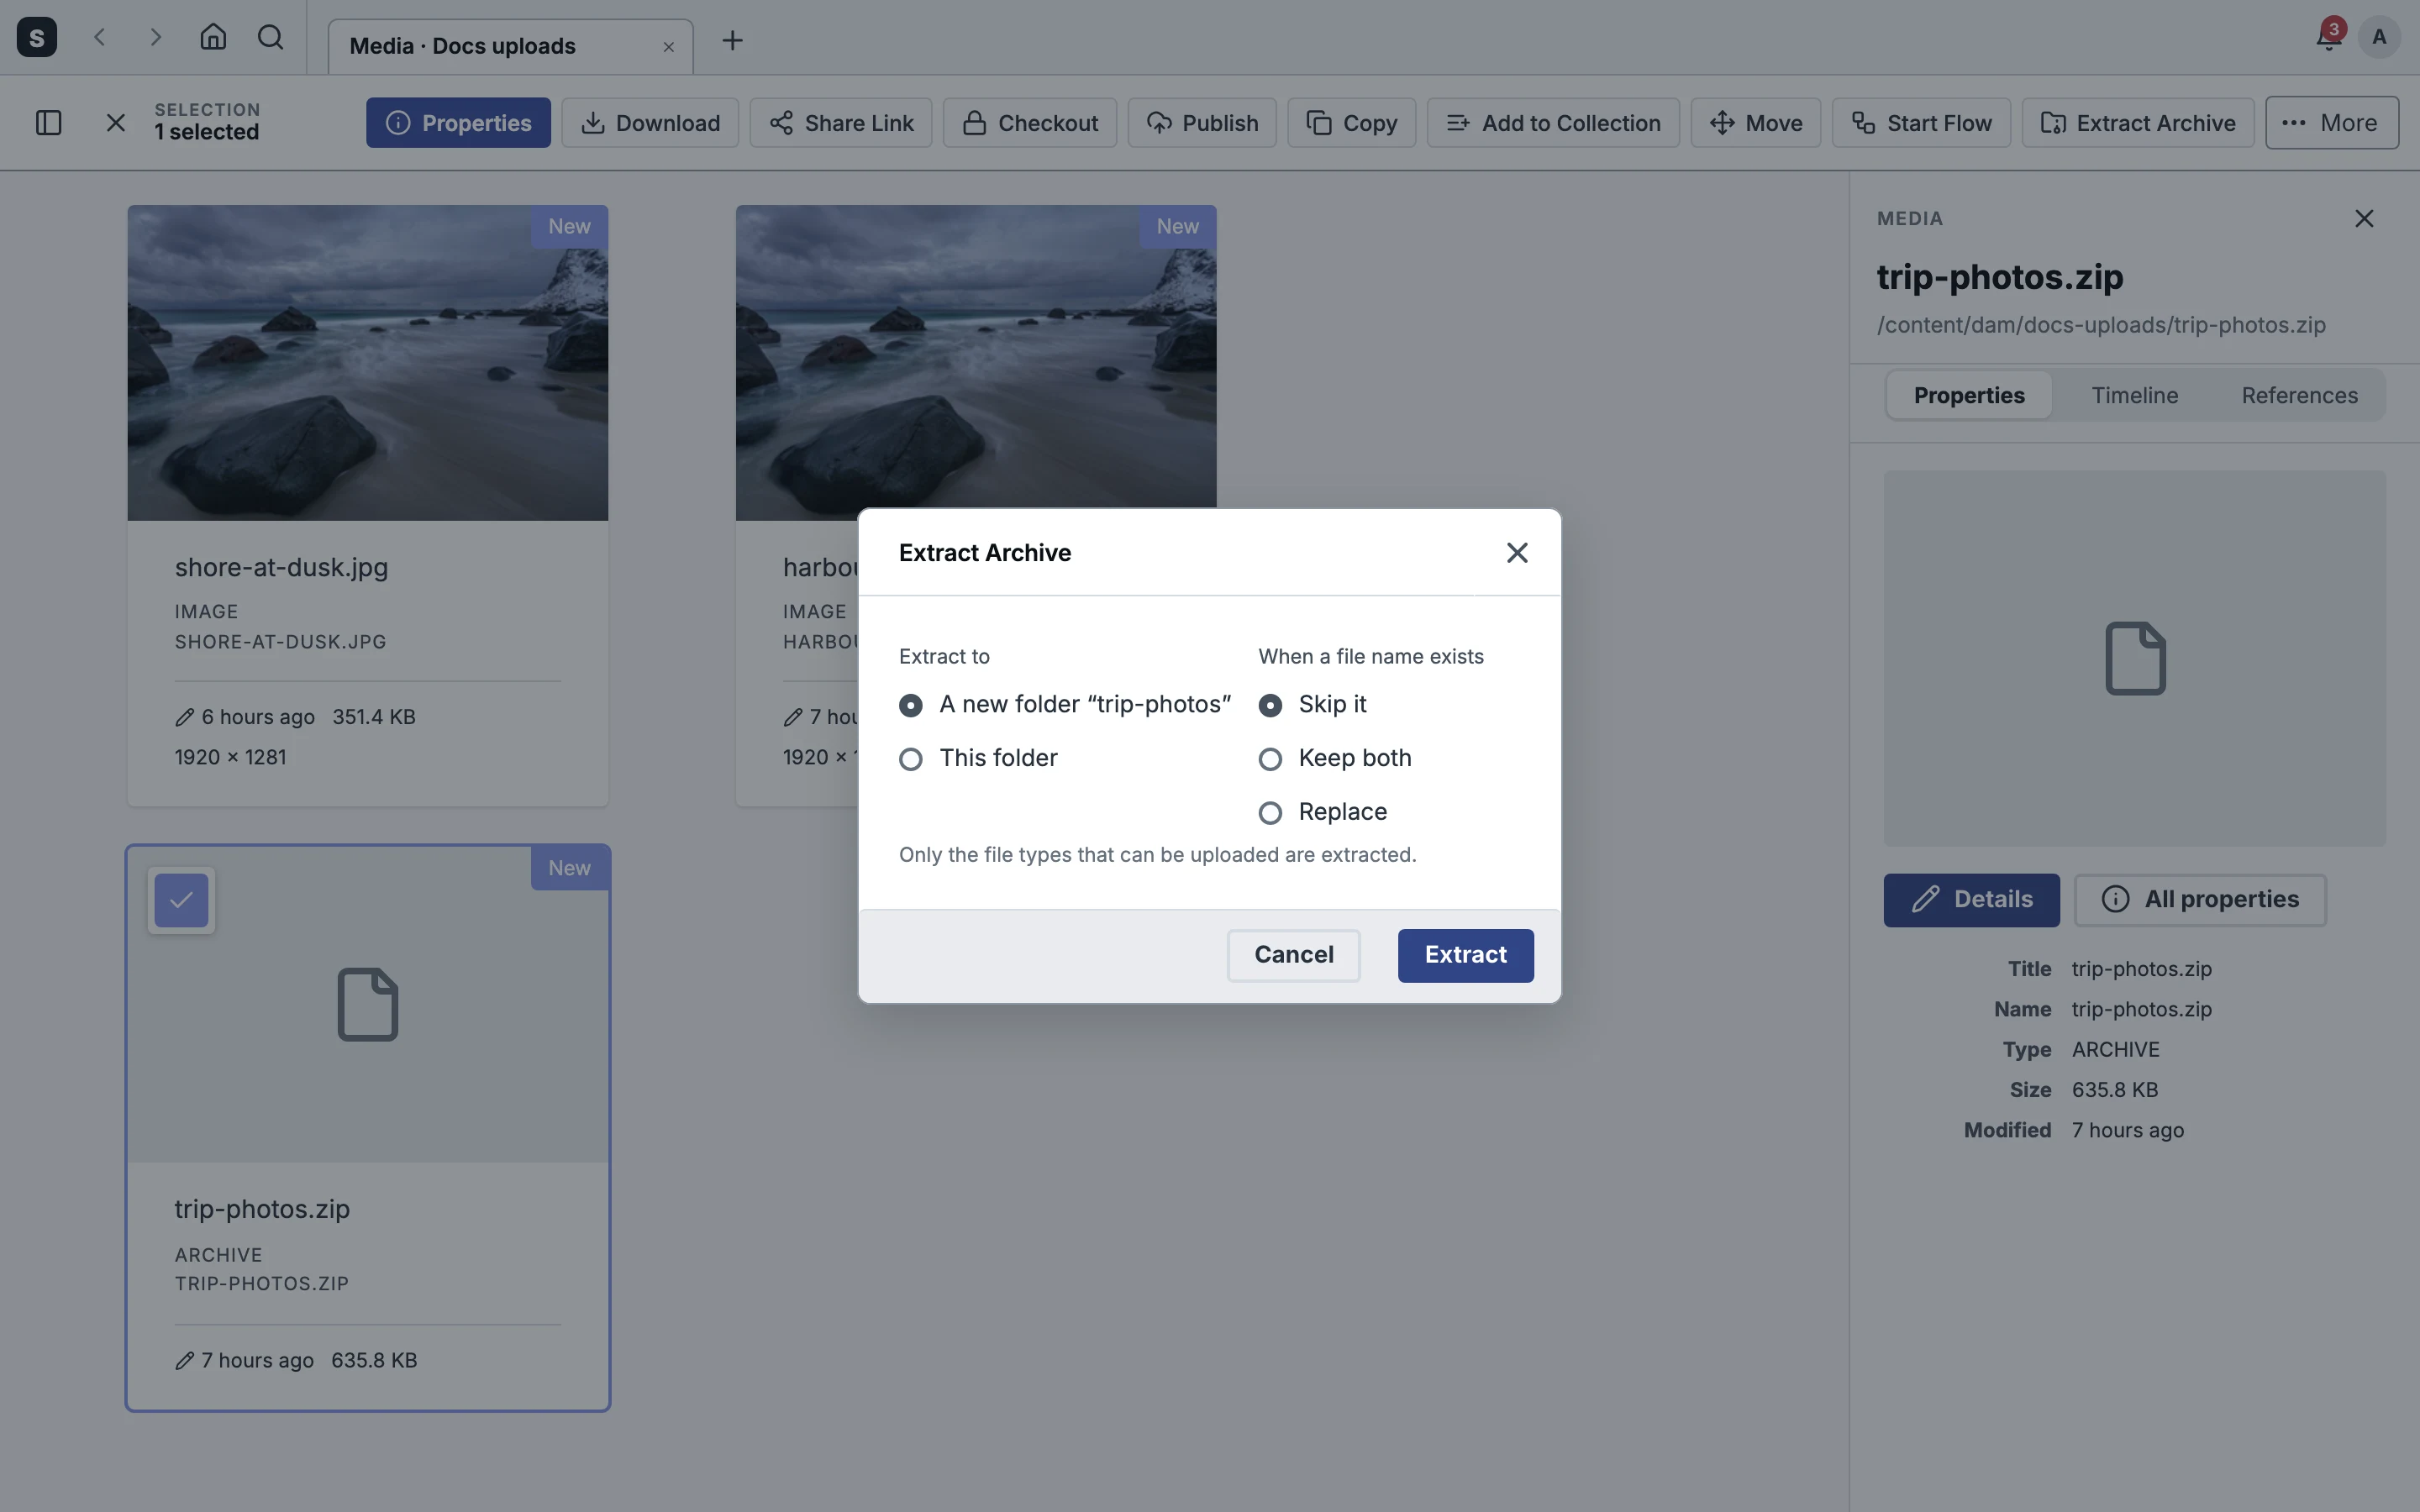 S
Media · Docs uploads
3
A
SELECTION
1 selected
Properties
Download
Share Link
Checkout
Publish
Copy
Add to Collection
Move
Start Flow
Extract Archive
More
New
shore-at-dusk.jpg
IMAGE
SHORE-AT-DUSK.JPG
6 hours ago 351.4 KB
1920 × 1281
New
IMAGE
1920 ×
New
trip-photos.zip
ARCHIVE
TRIP-PHOTOS.ZIP
7 hours ago 635.8 KB
Extract Archive
Extract to
A new folder “trip-photos”
This folder
When a file name exists
Skip it
Keep both
Replace
Only the file types that can be uploaded are extracted.
Cancel
Extract
MEDIA
trip-photos.zip
/content/dam/docs-uploads/trip-photos.zip
Properties
Timeline
References
Details
All properties
Title trip-photos.zip
Name trip-photos.zip
Type ARCHIVE
Size 635.8 KB
Modified 7 hours ago